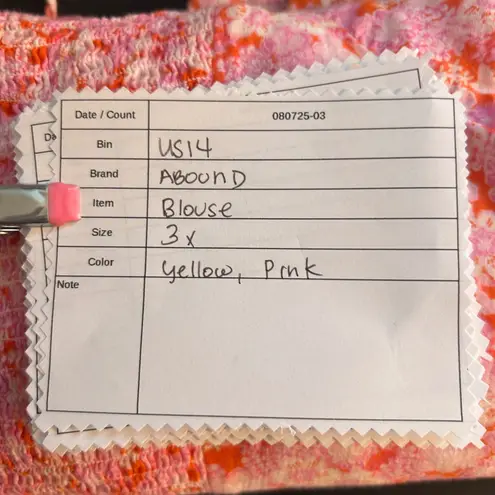 Date / Count 080725-03
Bin US14
Brand ABOUND
Item Blouse
Size 3x
Color yellow, Pink
Note